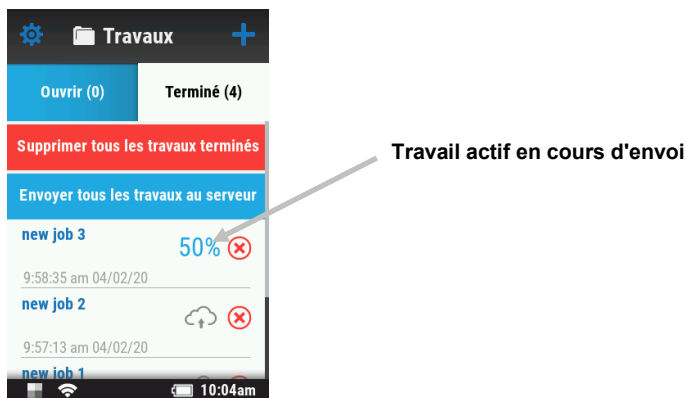 Travaux
Ouvrir (0) Terminé (4)
Supprimer tous les travaux terminés
Travail actif en cours d'envoi
Envoyer tous les travaux au serveur
new job 3
50%
9:58:35 am 04/02/20
new job 2
9:57:13 am 04/02/20
new job 1
10:04am